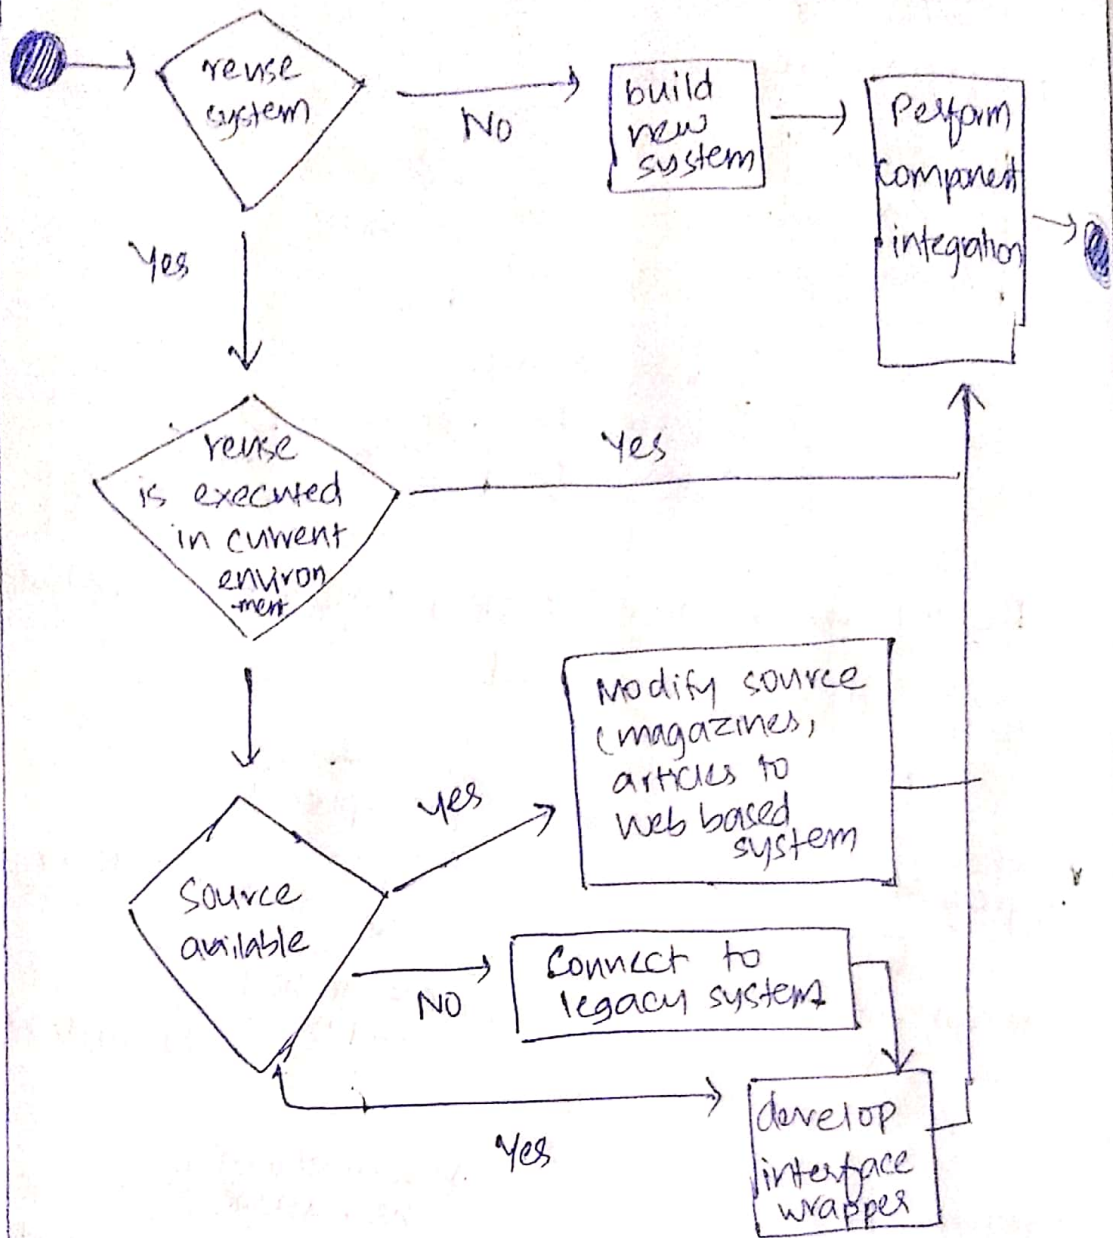 reuse
system
NO
build
new
system
Perform
component
integration
Yes
reuse
is executed
in current
environ
-ment
Yes
Modify source
(magazines,
articles to
Web based
system
yes
Source
available
NO
Connect to
legacy system
Yes
develop
interface
wrapper